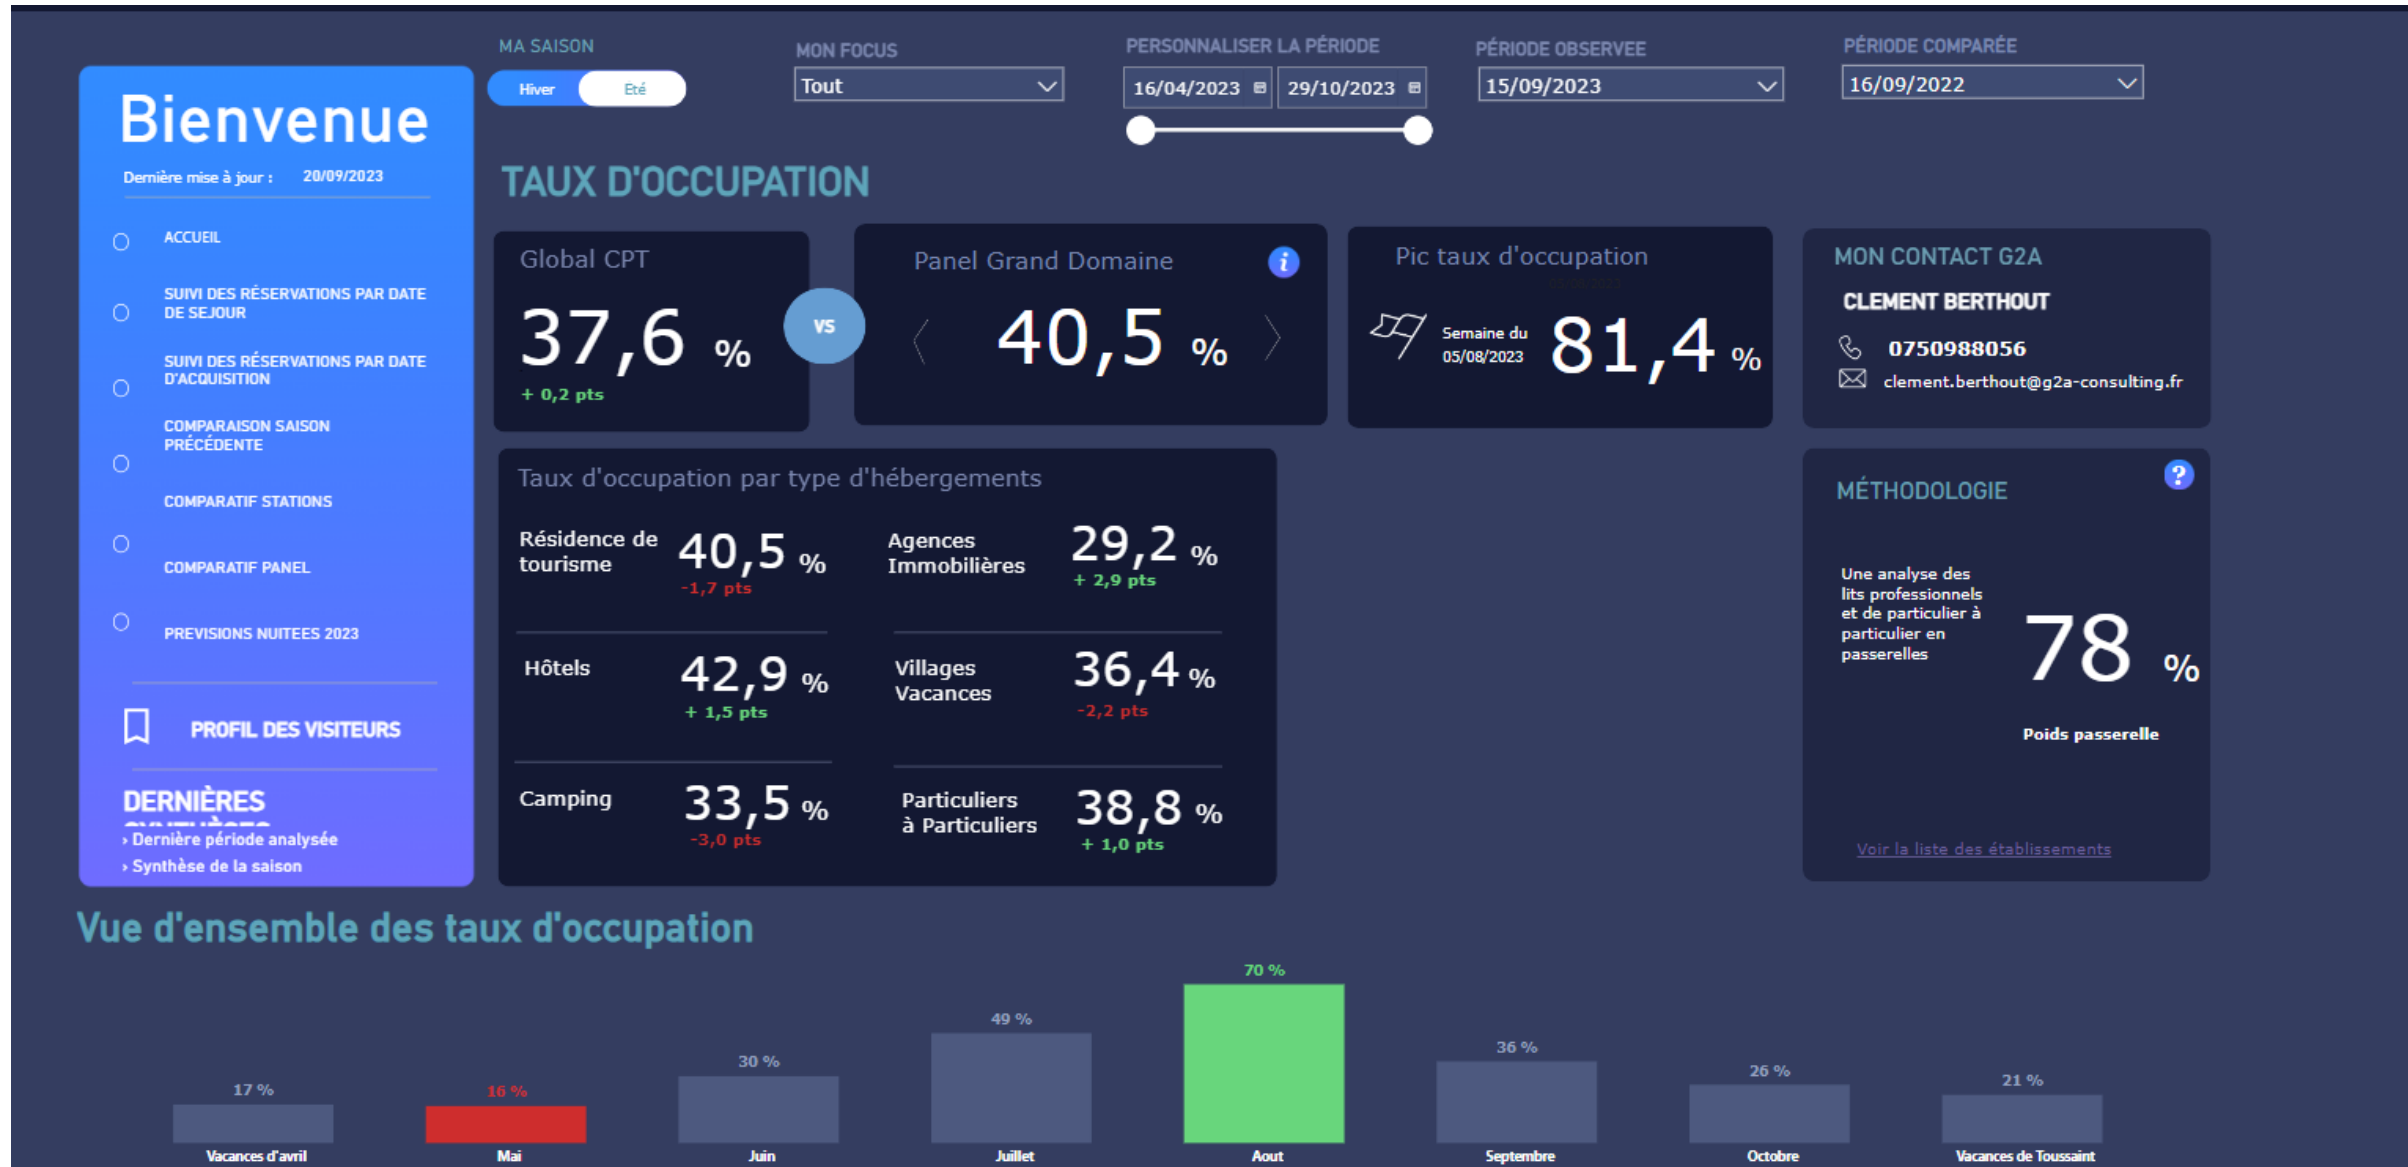 MA SAISON
Hiver
Eté
MON FOCUS
Tout
PERSONNALISER LA PÉRIODE
16/04/2023
29/10/2023
PÉRIODE OBSERVEE
15/09/2023
PÉRIODE COMPARÉE
16/09/2022
Bienvenue
Dernière mise à jour : 20/09/2023
ACCUEIL
SUIVI DES RÉSERVATIONS PAR DATE
DE SEJOUR
SUIVI DES RÉSERVATIONS PAR DATE
D'ACQUISITION
COMPARAISON SAISON
PRÉCÉDENTE
COMPARATIF STATIONS
COMPARATIF PANEL
PREVISIONS NUITEES 2023
PROFIL DES VISITEURS
DERNIÈRES
› Dernière période analysée
› Synthèse de la saison
TAUX D'OCCUPATION
Global CPT
37,6 %
+ 0,2 pts
VS
Panel Grand Domaine
i
40,5 %
Pic taux d'occupation
05/08/2023
Semaine du
05/08/2023
81,4 %
MON CONTACT G2A
CLEMENT BERTHOUT
0750988056
clement.berthout@g2a-consulting.fr
Taux d'occupation par type d'hébergements
Résidence de
tourisme
40,5 %
-1,7 pts
Agences
Immobilières
29,2 %
+ 2,9 pts
Hôtels
42,9 %
+ 1,5 pts
Villages
Vacances
36,4 %
-2,2 pts
Camping
33,5 %
-3,0 pts
Particuliers
à Particuliers
38,8 %
+ 1,0 pts
MÉTHODOLOGIE
?
Une analyse des
lits professionnels
et de particulier à
particulier en
passerelles
78 %
Poids passerelle
Voir la liste des établissements
Vue d'ensemble des taux d'occupation
17 %
16 %
30 %
49 %
70 %
36 %
26 %
21 %
Vacances d'avril
Mai
Juin
Juillet
Aout
Septembre
Octobre
Vacances de Toussaint